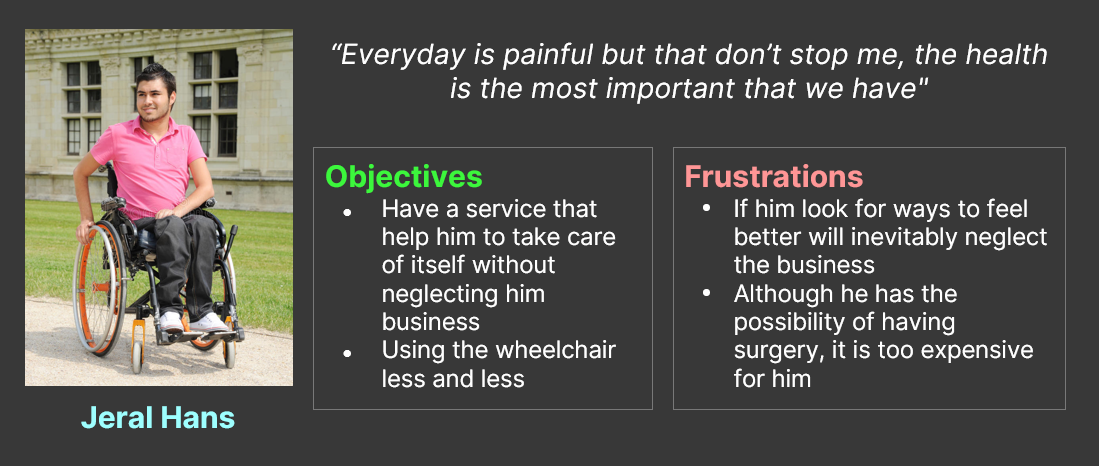 “Everyday is painful but that don’t stop me, the health
is the most important that we have"
Objectives
• Have a service that
help him to take care
of itself without
neglecting him
business
• Using the wheelchair
less and less
Frustrations
• If him look for ways to feel
better will inevitably neglect
the business
• Although he has the
possibility of having
surgery, it is too expensive
for him
Jeral Hans